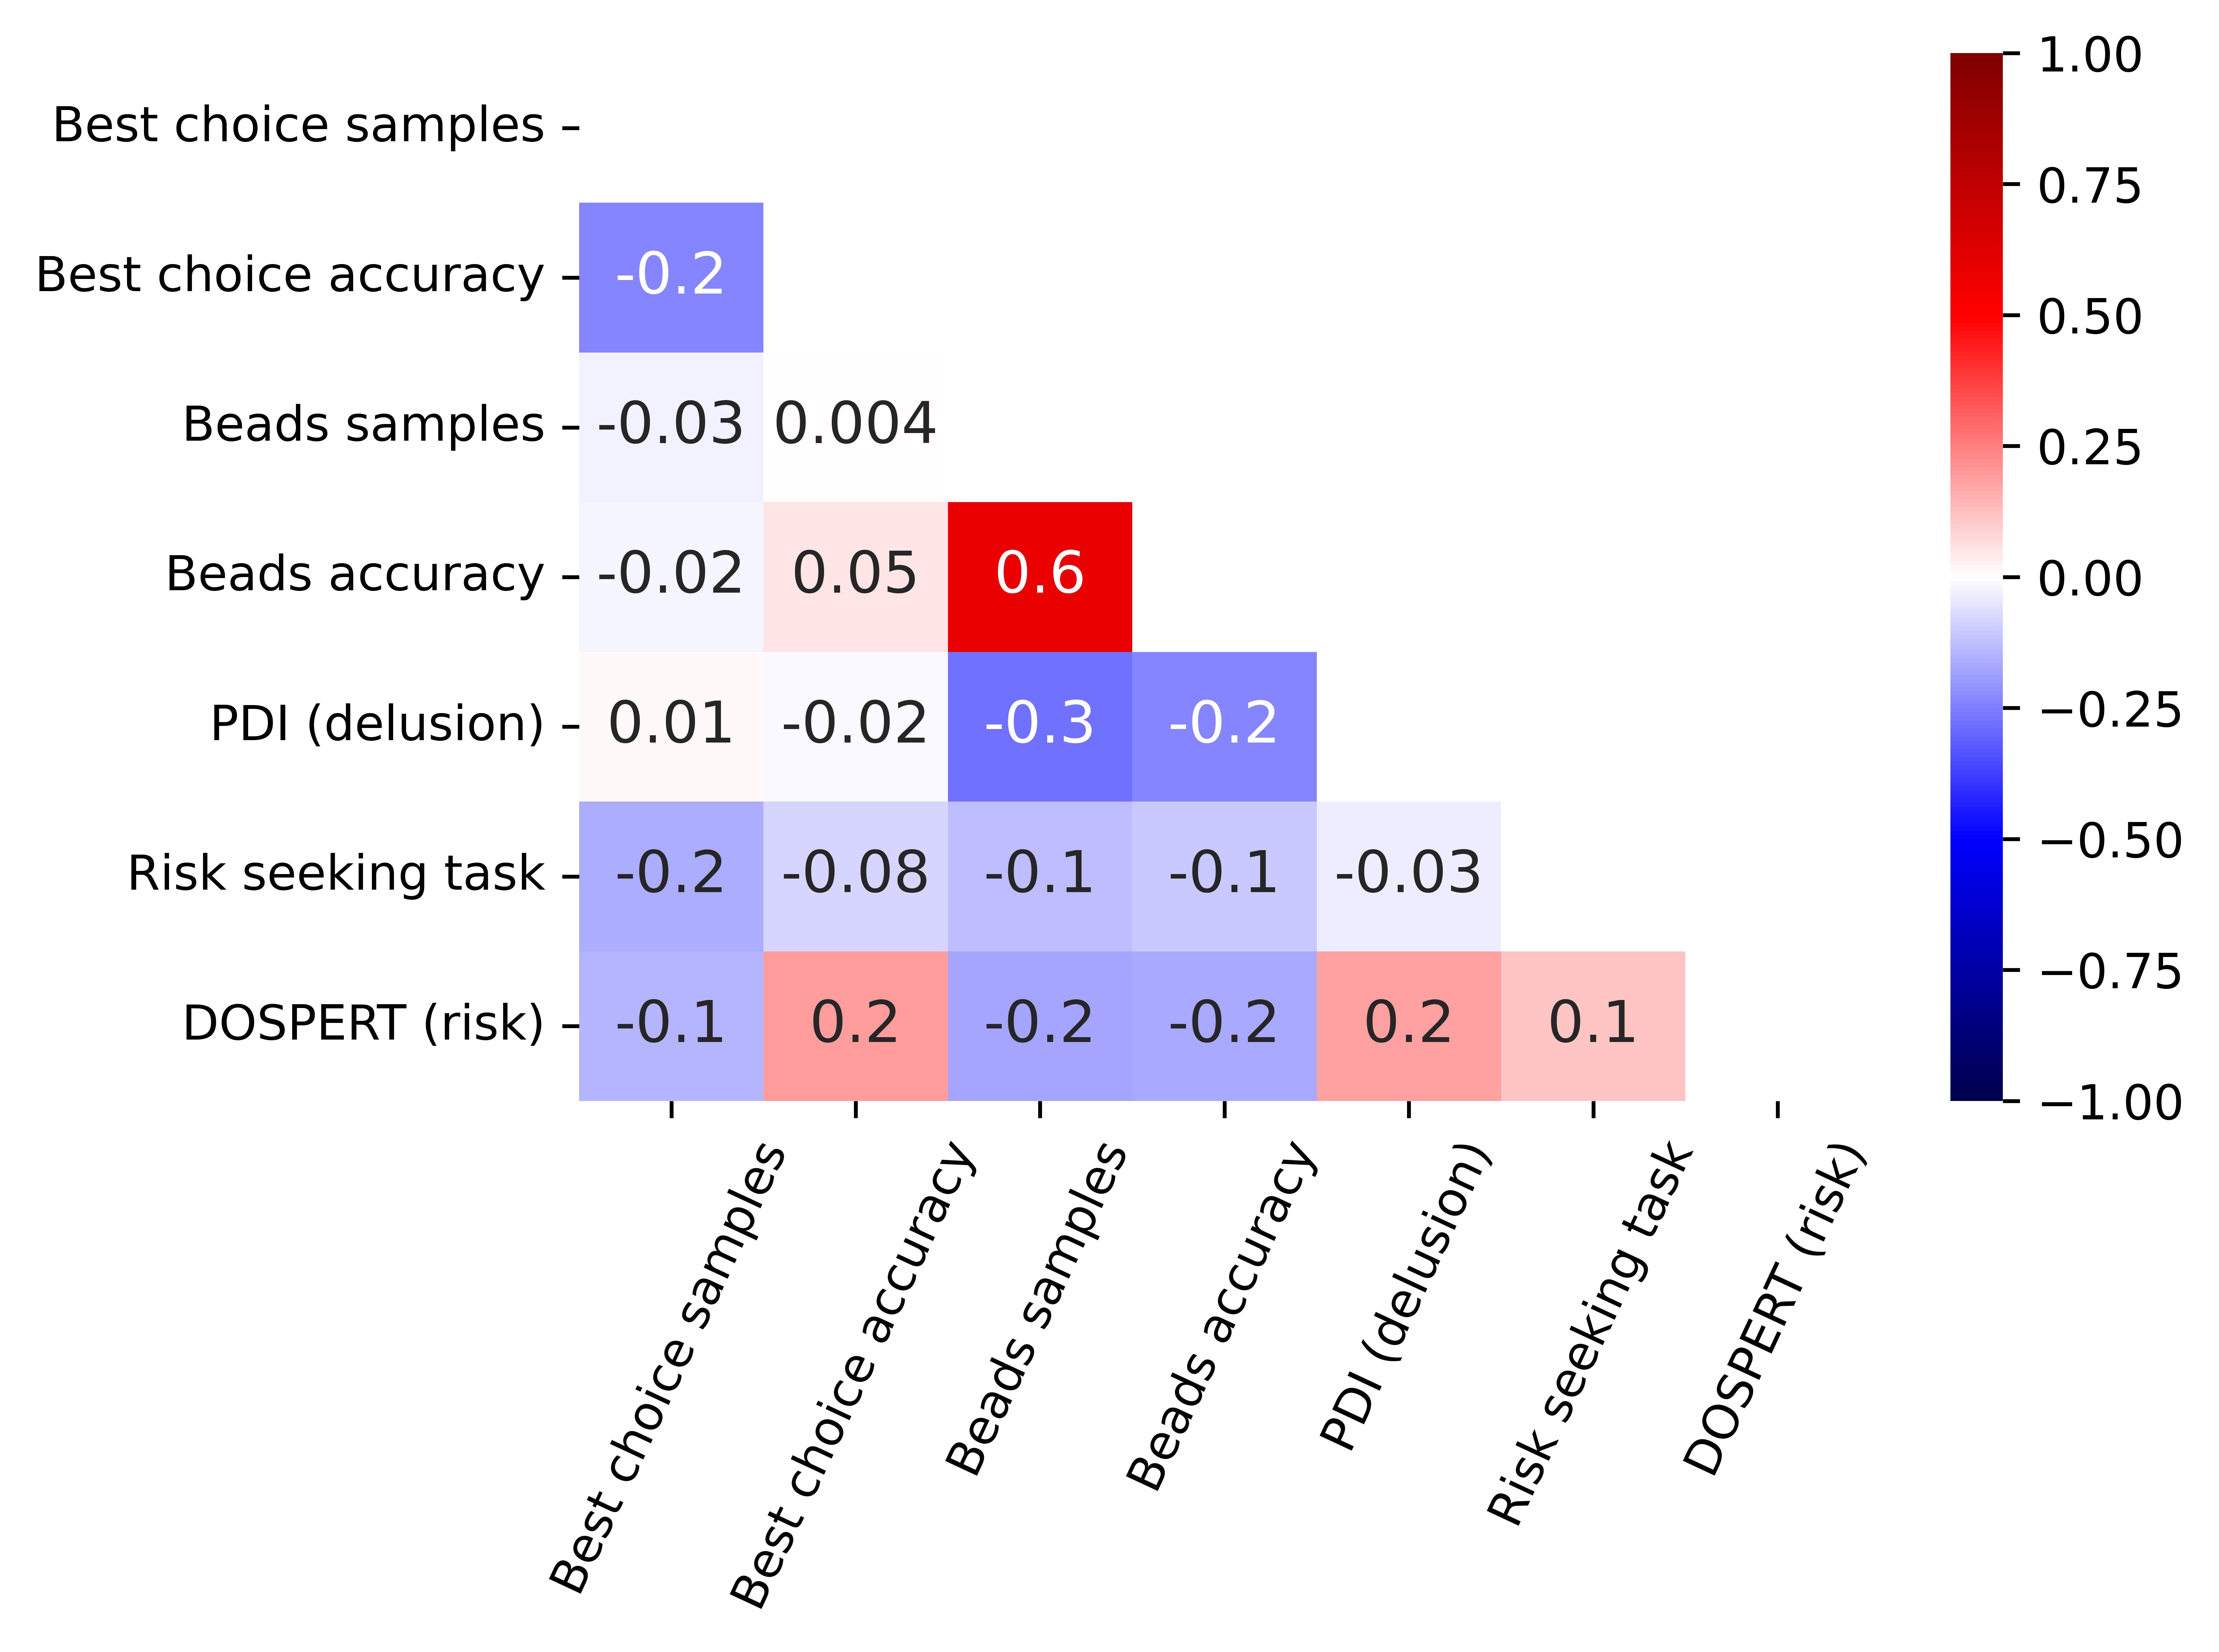 Best choice samples
Best choice accuracy -0.2
Beads samples -0.03 0.004
Beads accuracy -0.02 0.05 0.6
PDI (delusion) 0.01 -0.02 -0.3 -0.2
Risk seeking task -0.2 -0.08 -0.1 -0.1 -0.03
DOSPERT (risk) -0.1 0.2 -0.2 -0.2 0.2 0.1
Best choice samples
Best choice accuracy
Beads samples
Beads accuracy
PDI (delusion)
Risk seeking task
DOSPERT (risk)
1.00
0.75
0.50
0.25
0.00
−0.25
−0.50
−0.75
−1.00